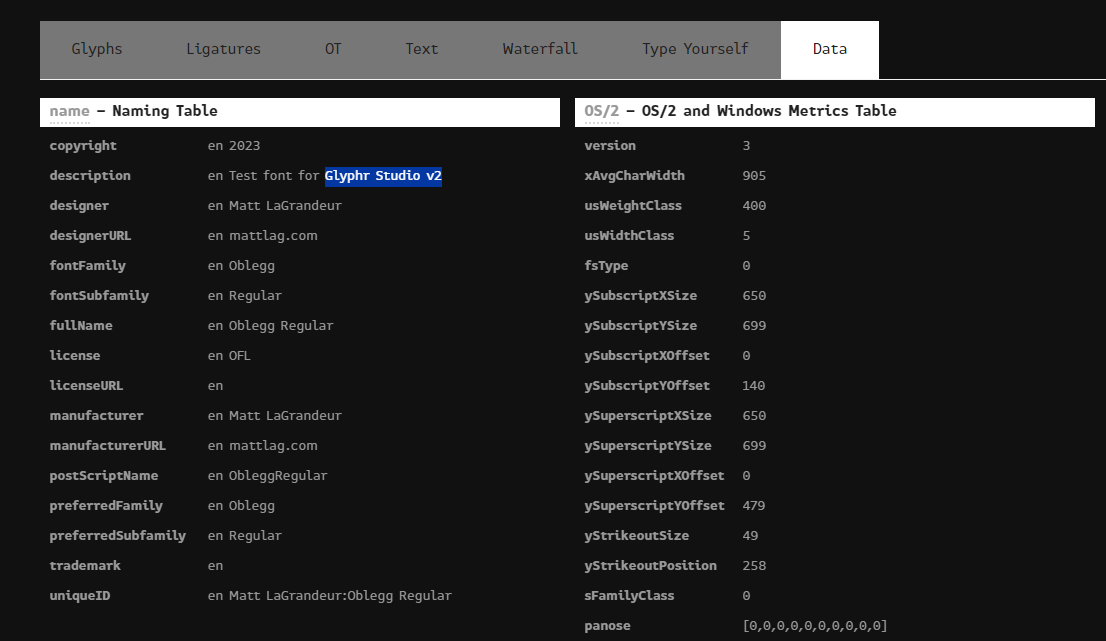 Glyphs Ligatures OT Text Waterfall Type Yourself Data
name – Naming Table
copyright en 2023
description en Test font for Glyphr Studio v2
designer en Matt LaGrandeur
designerURL en mattlag.com
fontFamily en Oblegg
fontSubfamily en Regular
fullName en Oblegg Regular
license en OFL
licenseURL en
manufacturer en Matt LaGrandeur
manufacturerURL en mattlag.com
postScriptName en ObleggRegular
preferredFamily en Oblegg
preferredSubfamily en Regular
trademark en
uniqueID en Matt LaGrandeur:Oblegg Regular
OS/2 – OS/2 and Windows Metrics Table
version 3
xAvgCharWidth 905
usWeightClass 400
usWidthClass 5
fsType 0
ySubscriptXSize 650
ySubscriptYSize 699
ySubscriptXOffset 0
ySubscriptYOffset 140
ySuperscriptXSize 650
ySuperscriptYSize 699
ySuperscriptXOffset 0
ySuperscriptYOffset 479
yStrikeoutSize 49
yStrikeoutPosition 258
sFamilyClass 0
panose [0,0,0,0,0,0,0,0,0,0]